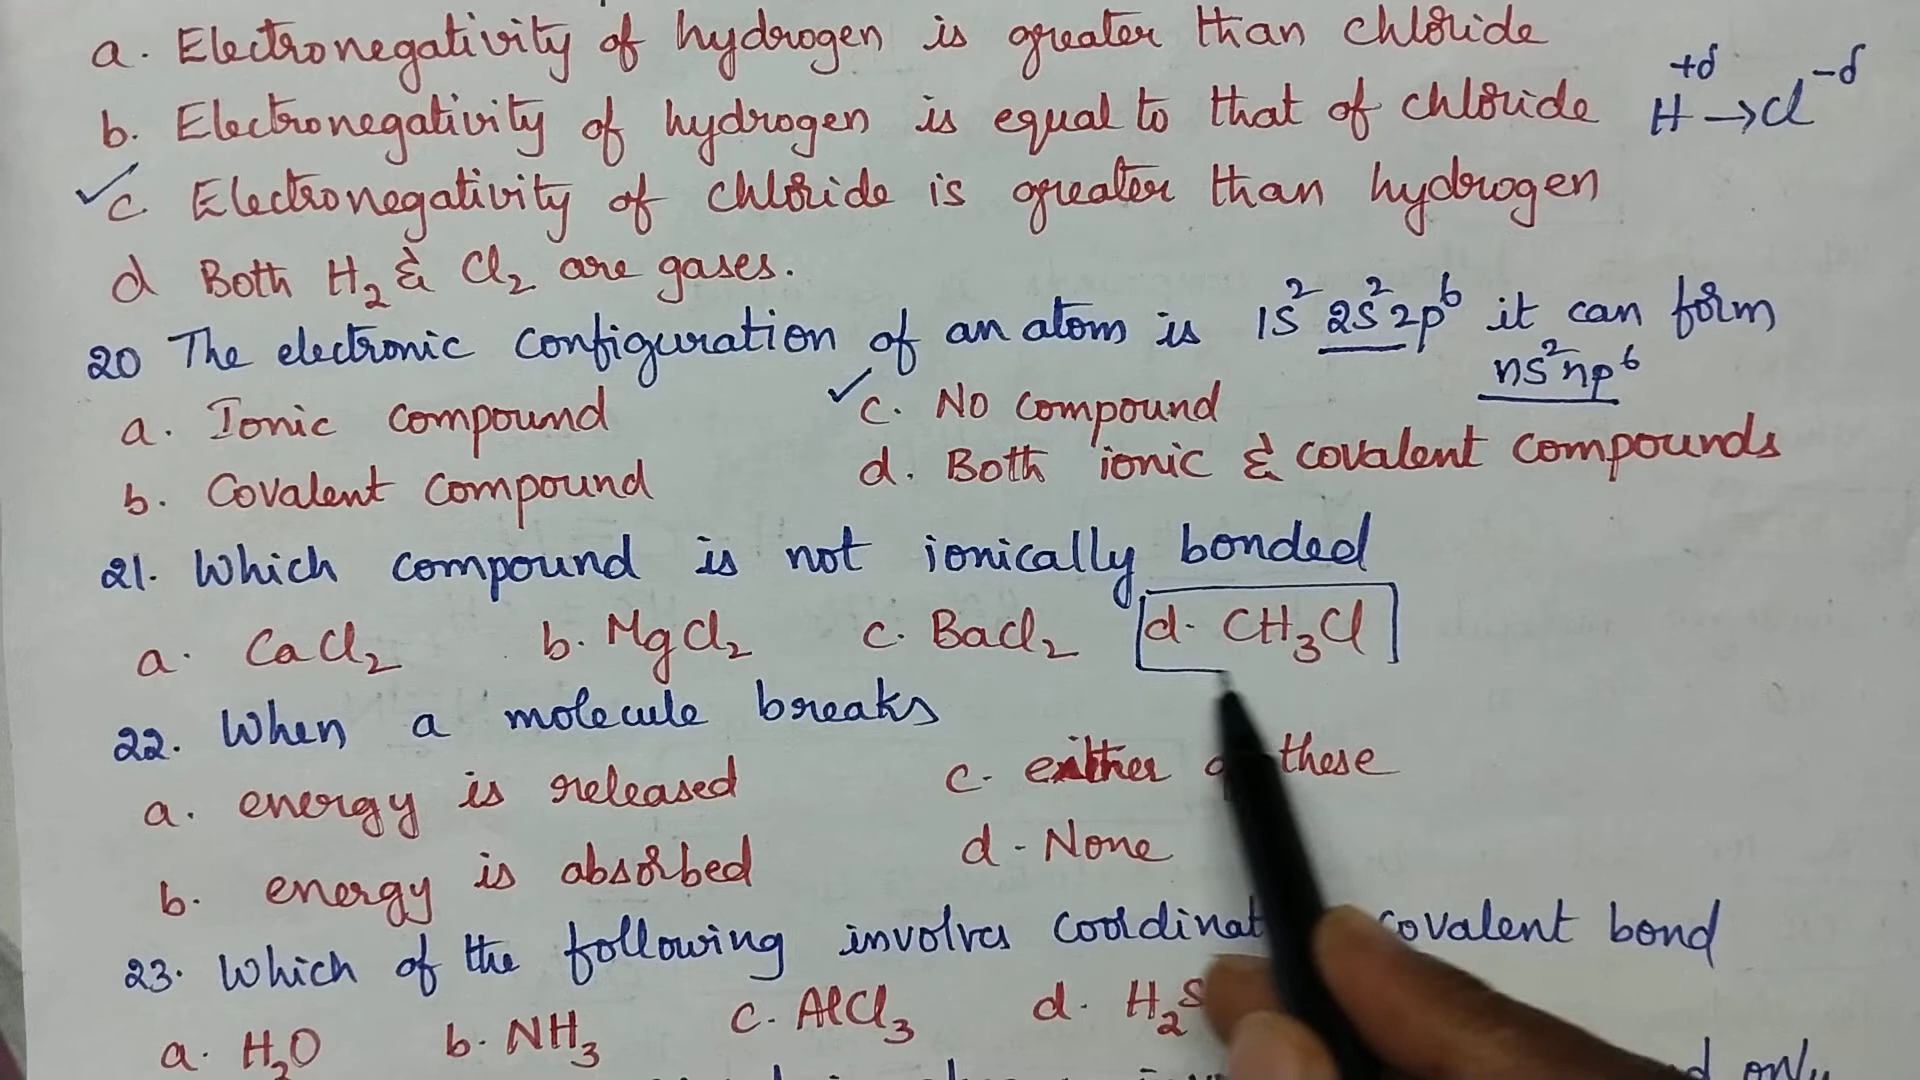 a. Electronegativity of hydrogen is greater than chloride
+δ -δ
b. Electronegativity of hydrogen is equal to that of chloride H → Cl
✓ c. Electronegativity of chloride is greater than hydrogen
d Both H₂ & Cl₂ are gases.
20 The electronic configuration of an atom is 1s² 2s² 2p⁶ it can form
ns² np⁶
a. Ionic compound ✓ c. No compound
b. Covalent compound d. Both ionic & covalent compounds
21. Which compound is not ionically bonded
a. CaCl₂ b. MgCl₂ c. BaCl₂ d. CH₃Cl
22. When a molecule breaks
a. energy is released c. either these
b. energy is absorbed d - None
23. Which of the following involves covalent bond
a. H₂O b. NH₃ c. AlCl₃ d. H₂S
only